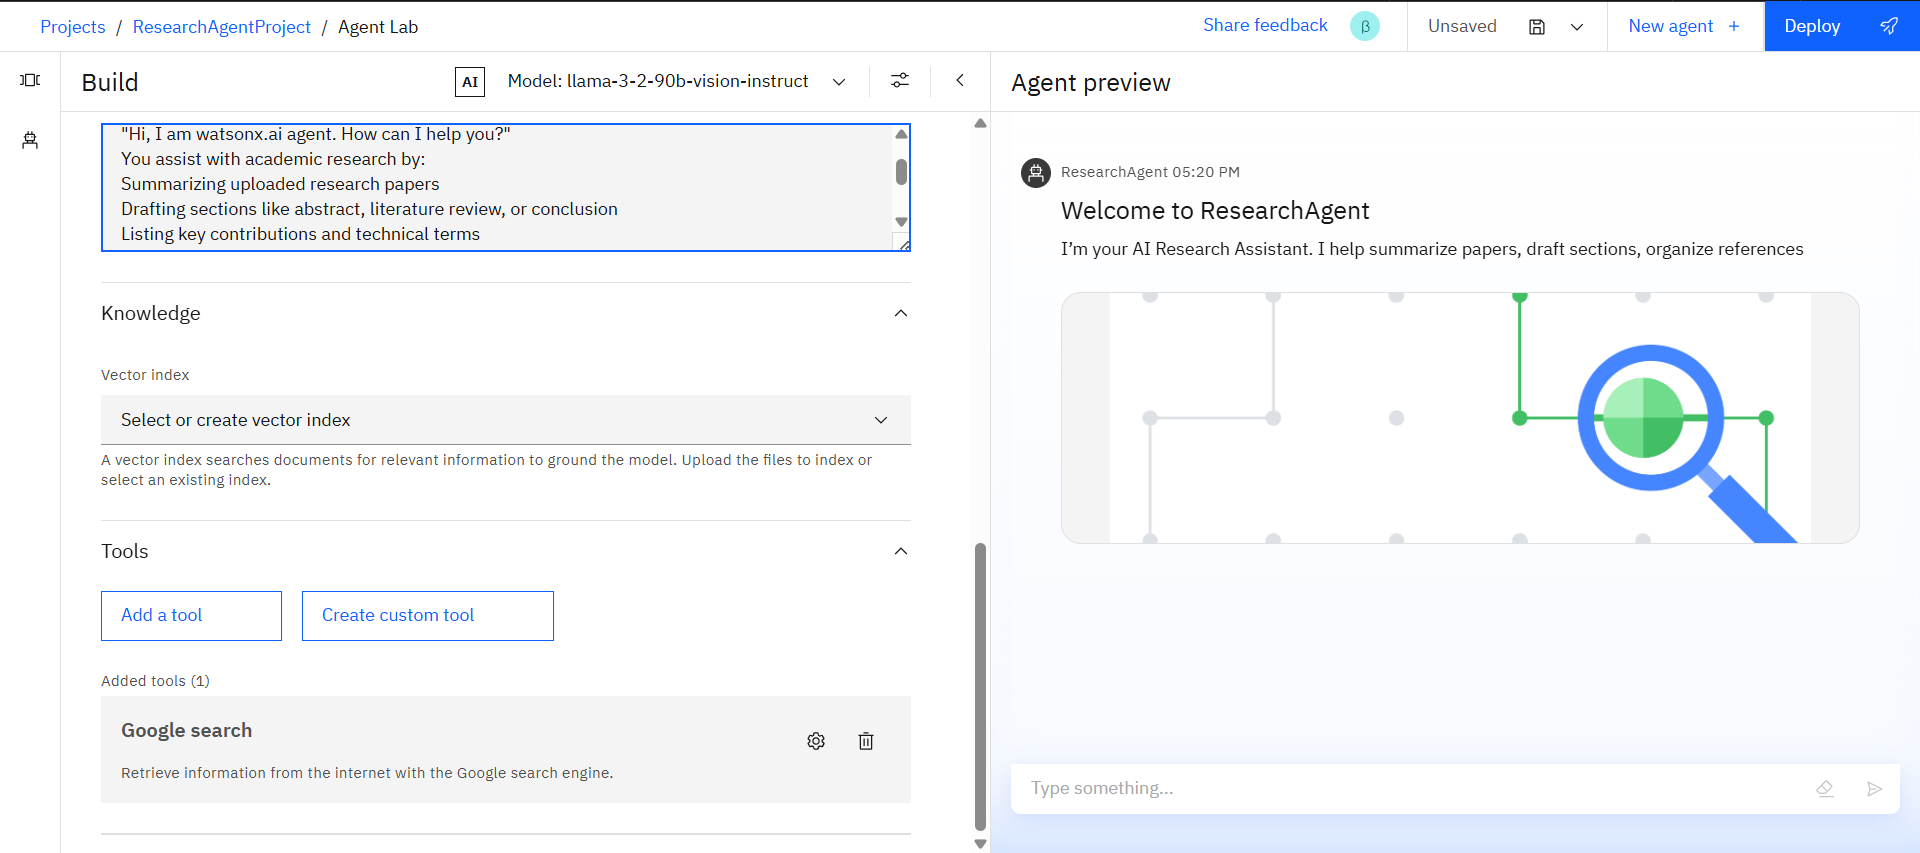 Projects / ResearchAgentProject / Agent Lab
Share feedback β Unsaved New agent + Deploy
Build
AI Model: llama-3-2-90b-vision-instruct
"Hi, I am watsonx.ai agent. How can I help you?"
You assist with academic research by:
Summarizing uploaded research papers
Drafting sections like abstract, literature review, or conclusion
Listing key contributions and technical terms
Knowledge
Vector index
Select or create vector index
A vector index searches documents for relevant information to ground the model. Upload the files to index or
select an existing index.
Tools
Add a tool
Create custom tool
Added tools (1)
Google search
Retrieve information from the internet with the Google search engine.
Agent preview
ResearchAgent 05:20 PM
Welcome to ResearchAgent
I’m your AI Research Assistant. I help summarize papers, draft sections, organize references
Type something...